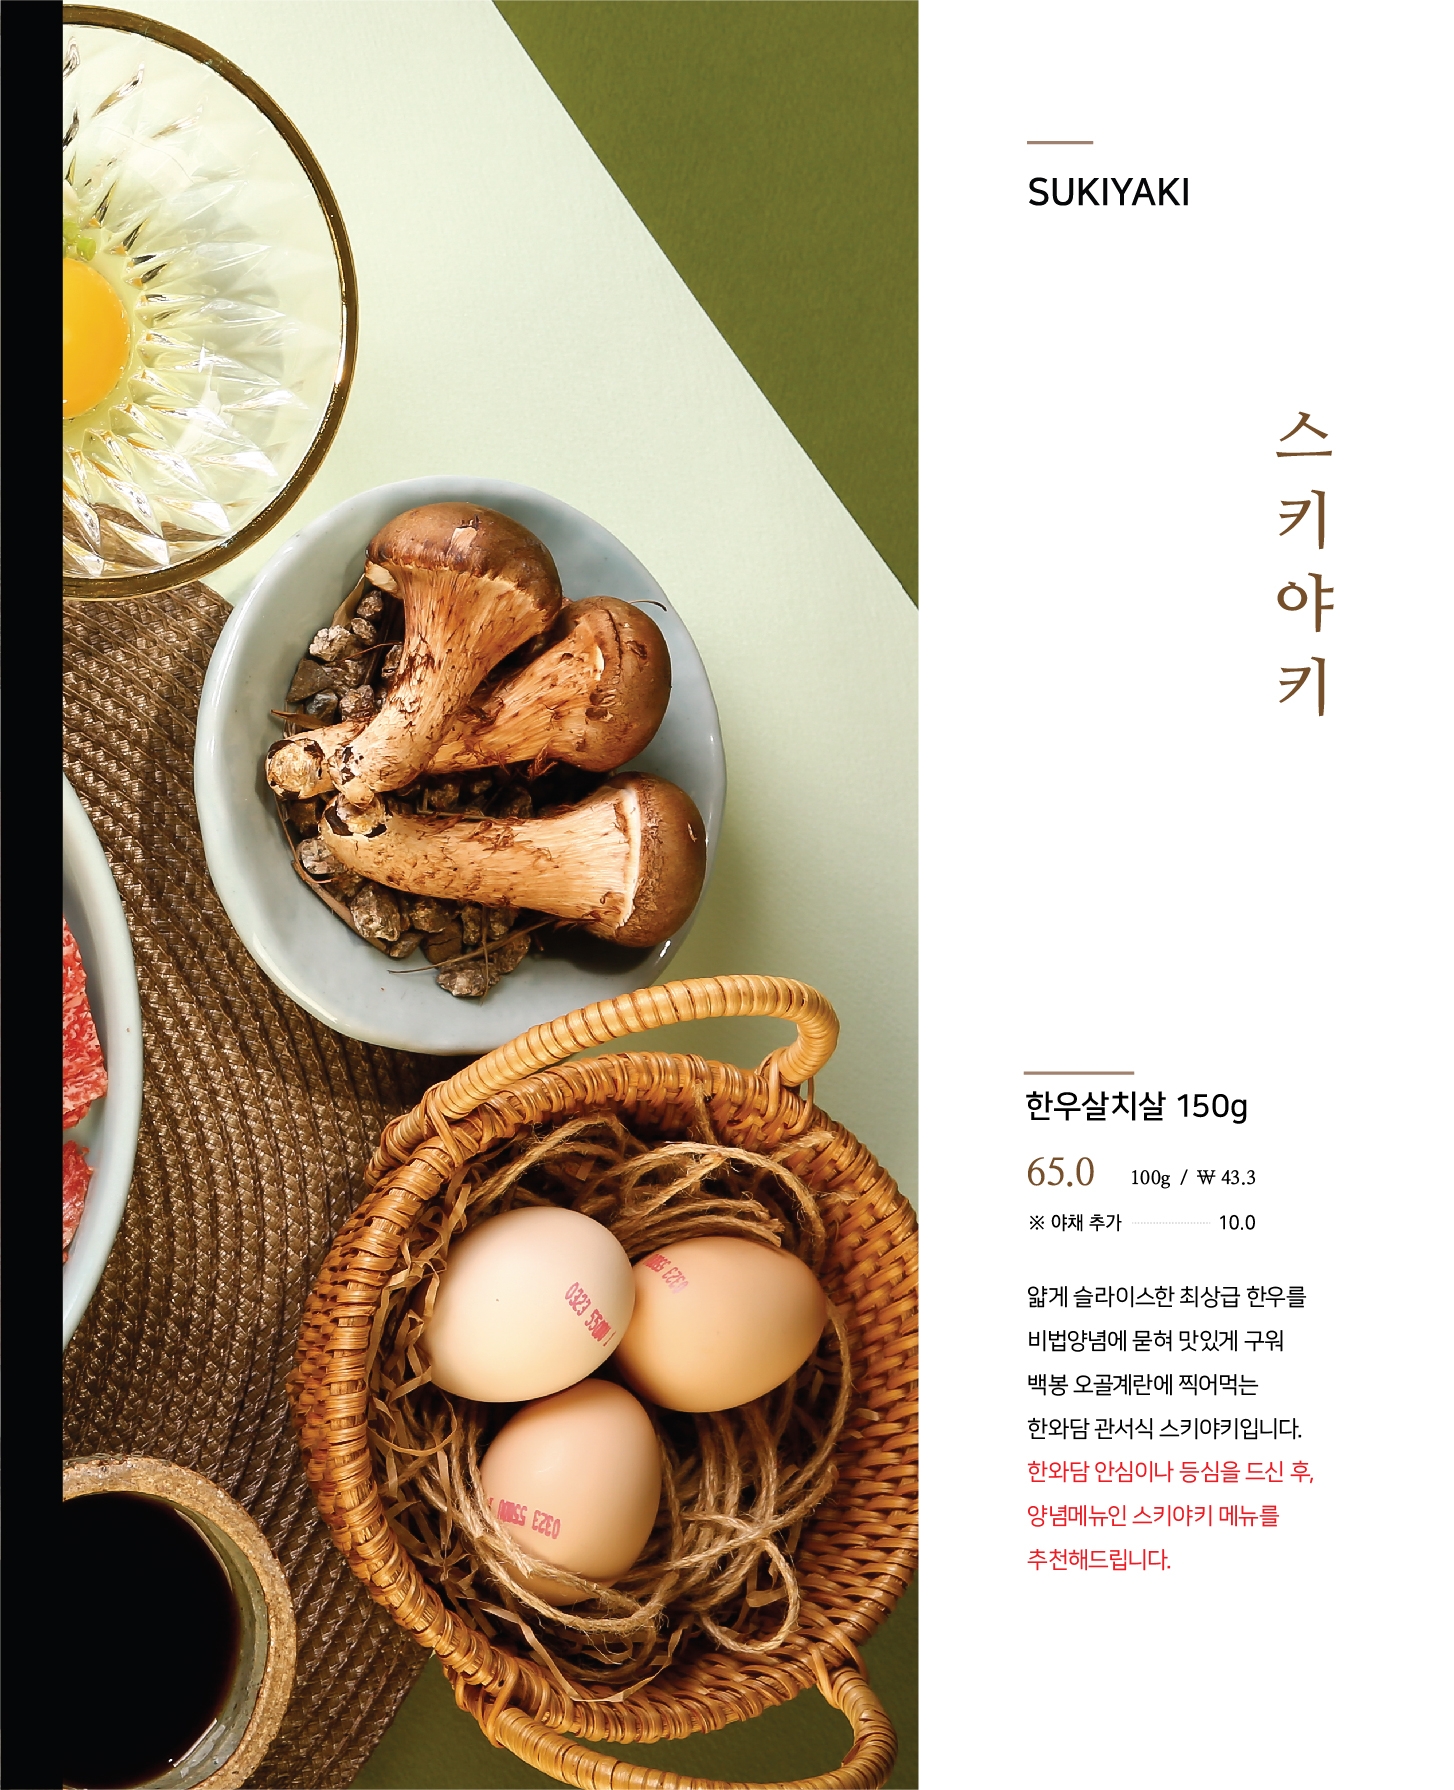 SUKIYAKI
스키야키
한우살치살 150g
65.0 100g / ₩ 43.3
※ 야채 추가 10.0
얇게 슬라이스한 최상급 한우를
비법양념에 묻혀 맛있게 구워
백봉 오골계란에 찍어먹는
한와담 관서식 스키야키입니다.
한와담 안심이나 등심을 드신 후,
양념메뉴인 스키야키 메뉴를
추천해드립니다.
0323
0323